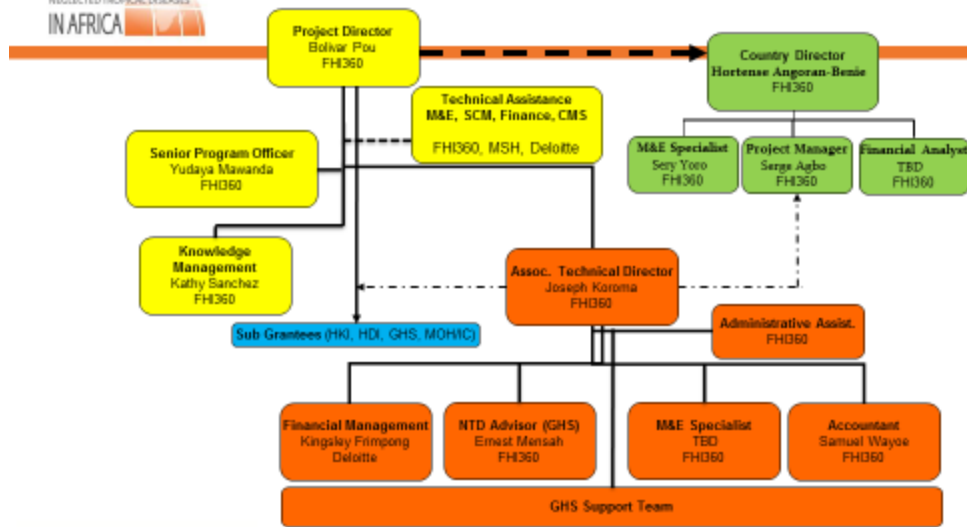 NEGLECTED TROPICAL DISEASES
IN AFRICA
Project Director
Bolivar Pou
FHI360
Country Director
Hortense Angoran-Benie
FHI360
Technical Assistance
M&E, SCM, Finance, CMS
FHI360, MSH, Deloitte
Senior Program Officer
Yudaya Mawanda
FHI360
M&E Specialist
Sery Yoro
FHI360
Project Manager
Serge Agbo
FHI360
Financial Analyst
TBD
FHI360
Knowledge
Management
Kathy Sanchez
FHI360
Assoc. Technical Director
Joseph Koroma
FHI360
Sub Grantees (HKI, HDI, GHS, MOH/IC)
Administrative Assist.
FHI360
Financial Management
Kingsley Frimpong
Deloitte
NTD Advisor (GHS)
Ernest Mensah
FHI360
M&E Specialist
TBD
FHI360
Accountant
Samuel Wayoe
FHI360
GHS Support Team